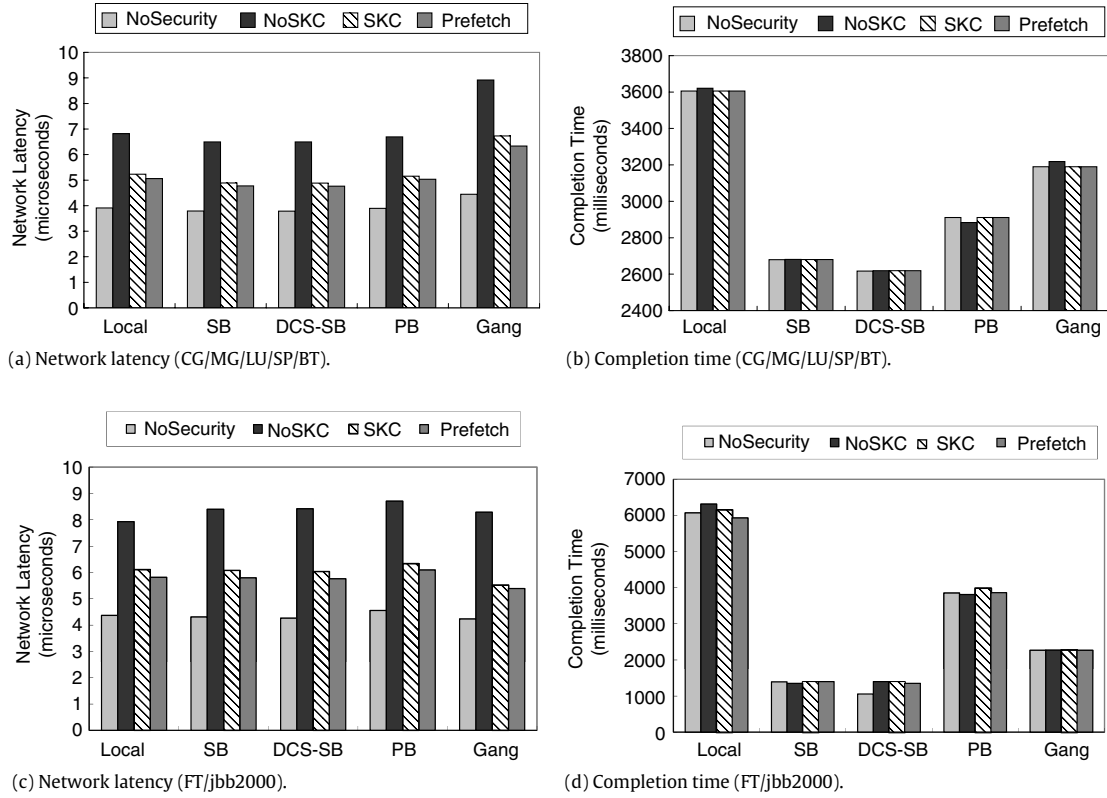 NoSecurity NoSKC SKC Prefetch
10
9
8
7
6
5
4
3
2
1
0
Network Latency
(microseconds)
Local SB DCS-SB PB Gang
(a) Network latency (CG/MG/LU/SP/BT).
NoSecurity NoSKC SKC Prefetch
3600
3400
3200
3000
2800
2600
2400
Completion Time
(milliseconds)
Local SB DCS-SB PB Gang
(b) Completion time (CG/MG/LU/SP/BT).
NoSecurity NoSKC SKC Prefetch
10
9
8
7
6
5
4
3
2
1
0
Network Latency
(microseconds)
Local SB DCS-SB PB Gang
(c) Network latency (FT/jbb2000).
NoSecurity NoSKC SKC Prefetch
7000
6000
5000
4000
3000
2000
1000
0
Completion Time
(milliseconds)
Local SB DCS-SB PB Gang
(d) Completion time (FT/jbb2000).